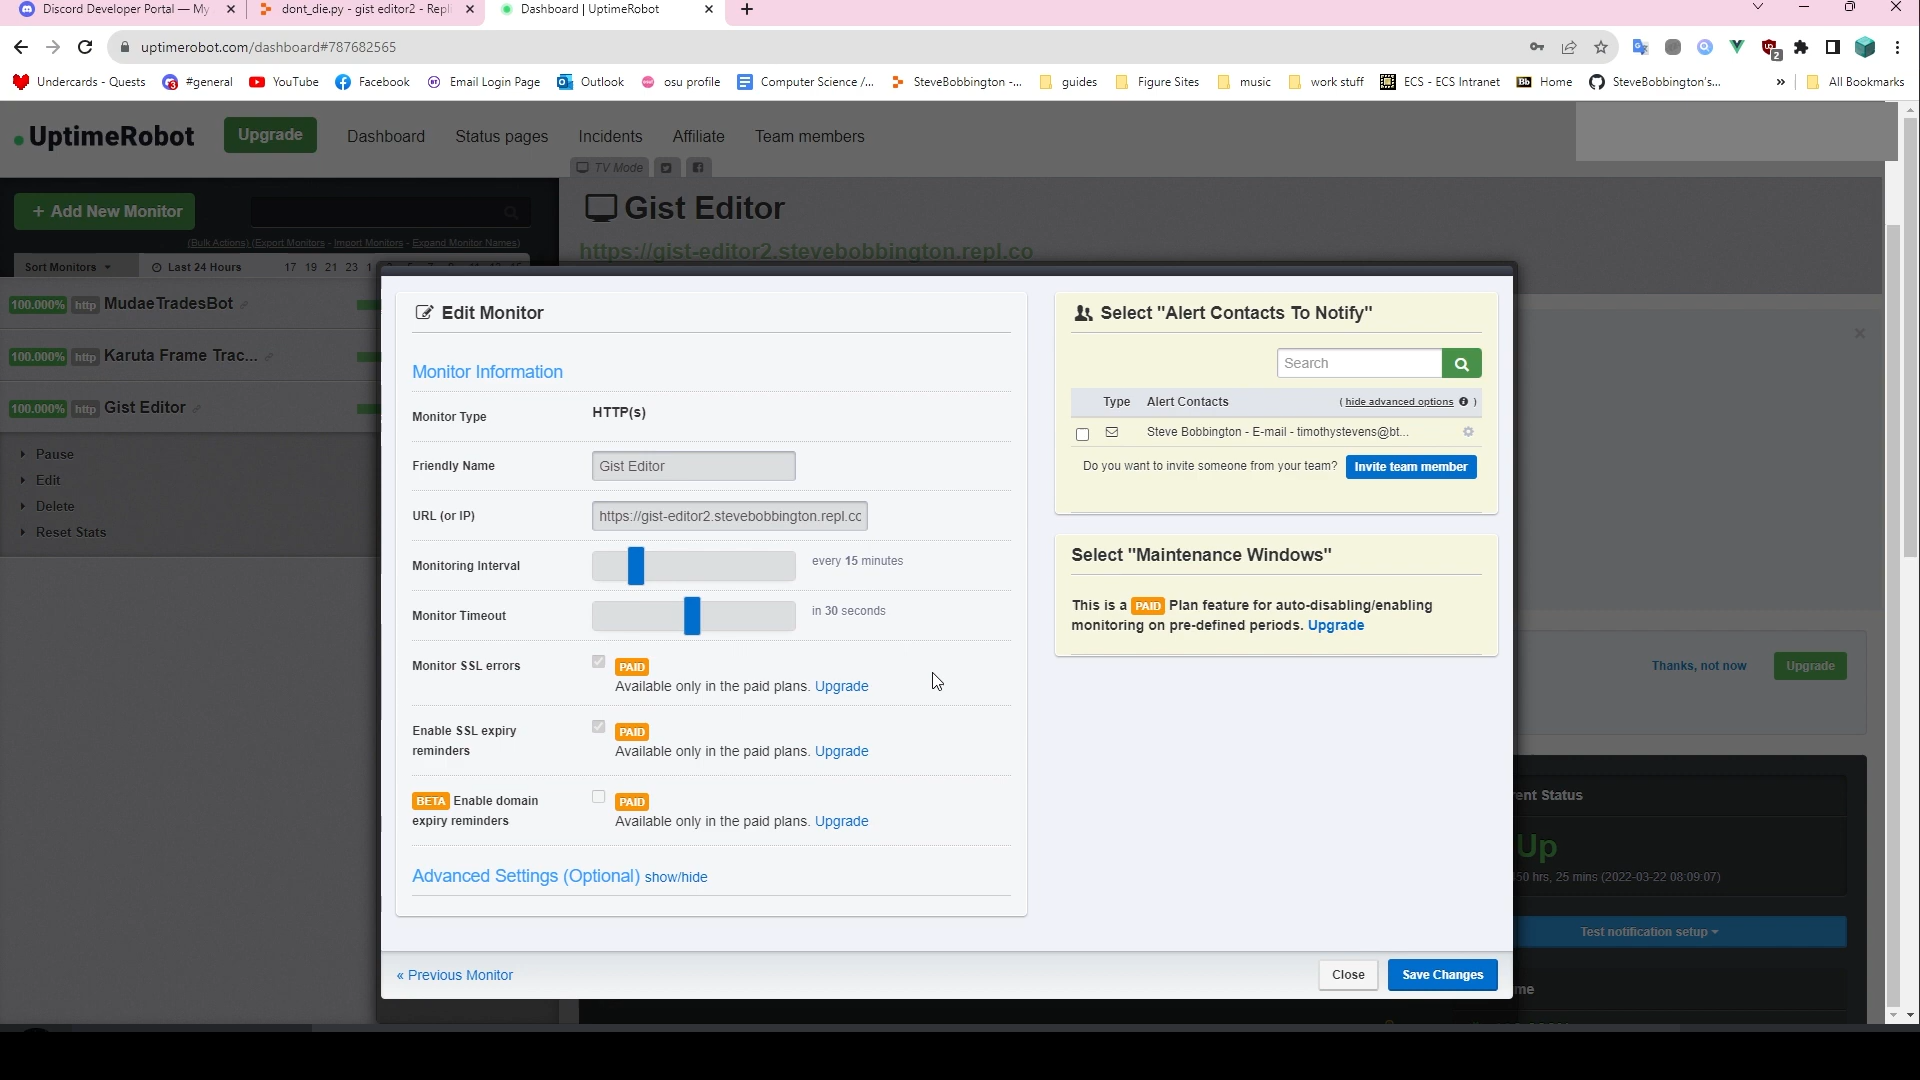 Discord Developer Portal — My
dont_die.py - gist editor2 - Repli
Dashboard | UptimeRobot
uptimerobot.com/dashboard#787682565
2
Undercards - Quests
3
#general
YouTube
Facebook
Email Login Page
Outlook
osu profile
Computer Science /...
SteveBobbington -...
guides
Figure Sites
music
work stuff
ECS - ECS Intranet
Bb
Home
SteveBobbington's...
»
All Bookmarks
UptimeRobot
Upgrade
Dashboard
Status pages
Incidents
Affiliate
Team members
TV Mode
+ Add New Monitor
(Bulk Actions) (Export Monitors - Import Monitors - Expand Monitor Names)
Sort Monitors
Last 24 Hours
17 19 21 23 1
100.000% http MudaeTradesBot
100.000% http Karuta Frame Trac...
100.000% http Gist Editor
Pause
Edit
Delete
Reset Stats
Gist Editor
https://gist-editor2.stevebobbington.repl.co
Edit Monitor
Monitor Information
Monitor Type
HTTP(s)
Friendly Name
Gist Editor
URL (or IP)
https://gist-editor2.stevebobbington.repl.cc
Monitoring Interval
every 15 minutes
Monitor Timeout
in 30 seconds
Monitor SSL errors
PAID
Available only in the paid plans. Upgrade
Enable SSL expiry
reminders
PAID
Available only in the paid plans. Upgrade
BETA Enable domain
expiry reminders
PAID
Available only in the paid plans. Upgrade
Advanced Settings (Optional) show/hide
Select "Alert Contacts To Notify"
Search
Type
Alert Contacts
( hide advanced options )
Steve Bobbington - E-mail - timothystevens@bt...
Do you want to invite someone from your team?
Invite team member
Select "Maintenance Windows"
This is a PAID Plan feature for auto-disabling/enabling
monitoring on pre-defined periods. Upgrade
« Previous Monitor
Close
Save Changes
Thanks, not now
Upgrade
ent Status
Up
50 hrs, 25 mins (2022-03-22 08:09:07)
Test notification setup
me